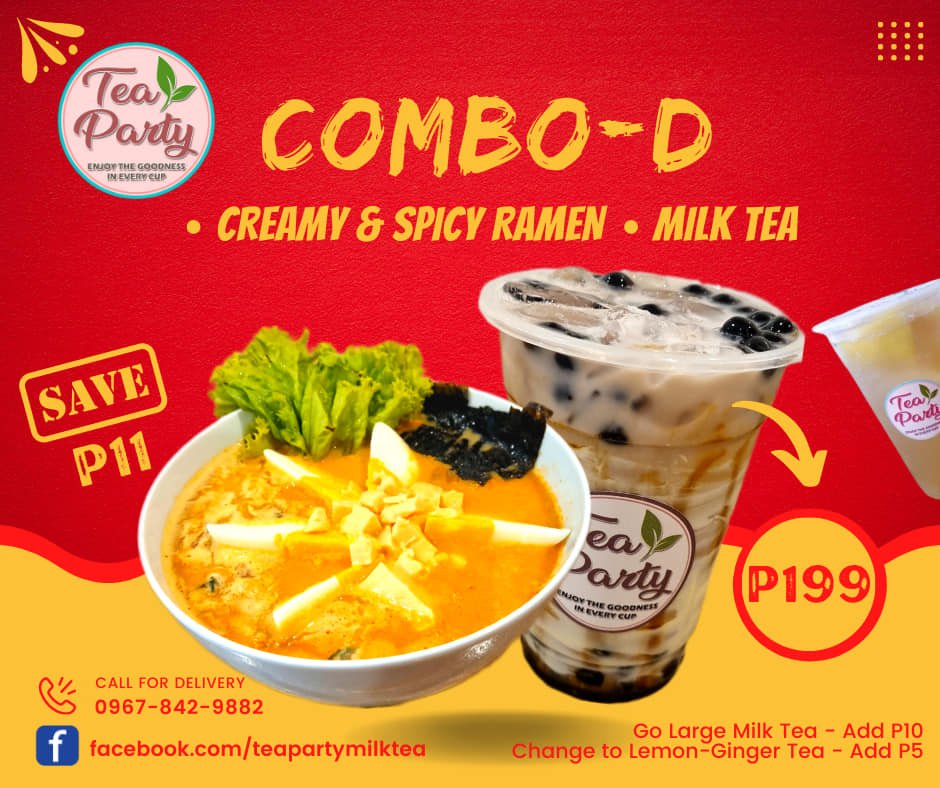 Tea
Party
ENJOY THE GOODNESS
IN EVERY CUP
COMBO-D
• CREAMY & SPICY RAMEN • MILK TEA
SAVE
P11
Tea
Party
Tea
Party
ENJOY THE GOODNESS
IN EVERY CUP
P199
CALL FOR DELIVERY
0967-842-9882
f
facebook.com/teapartymilktea
Go Large Milk Tea - Add P10
Change to Lemon-Ginger Tea - Add P5